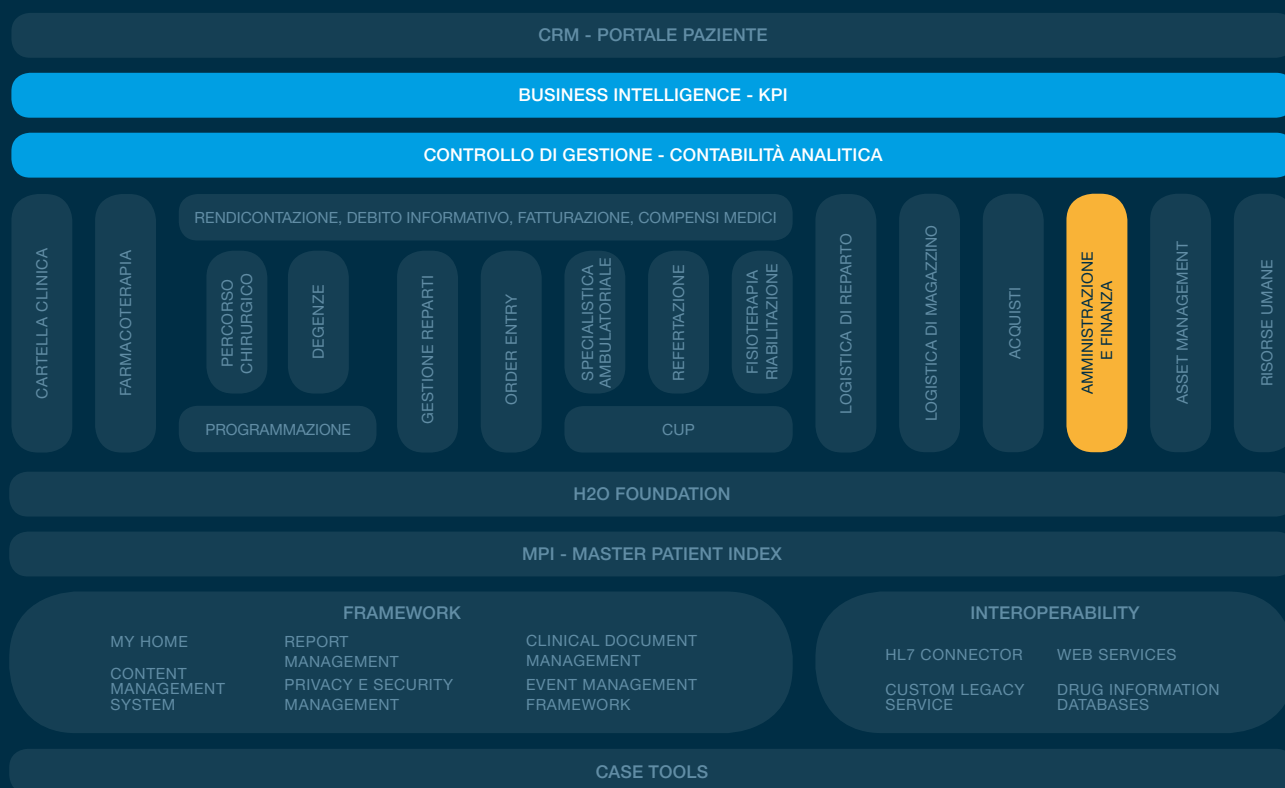 CRM - PORTALE PAZIENTE
BUSINESS INTELLIGENCE - KPI
CONTROLLO DI GESTIONE - CONTABILITÀ ANALITICA
CARTELLA CLINICA
FARMACOTERAPIA
RENDICONTAZIONE, DEBITO INFORMATIVO, FATTURAZIONE, COMPENSI MEDICI
PERCORSO
CHIRURGICO
DEGENZE
PROGRAMMAZIONE
GESTIONE REPARTI
ORDER ENTRY
SPECIALISTICA
AMBULATORIALE
REFERTAZIONE
FISIOTERAPIA
RIABILITAZIONE
CUP
LOGISTICA DI REPARTO
LOGISTICA DI MAGAZZINO
ACQUISTI
AMMINISTRAZIONE
E FINANZA
ASSET MANAGEMENT
RISORSE UMANE
H2O FOUNDATION
MPI - MASTER PATIENT INDEX
FRAMEWORK
MY HOME
CONTENT
MANAGEMENT
SYSTEM
REPORT
MANAGEMENT
PRIVACY E SECURITY
MANAGEMENT
CLINICAL DOCUMENT
MANAGEMENT
EVENT MANAGEMENT
FRAMEWORK
INTEROPERABILITY
HL7 CONNECTOR
WEB SERVICES
CUSTOM LEGACY
SERVICE
DRUG INFORMATION
DATABASES
CASE TOOLS